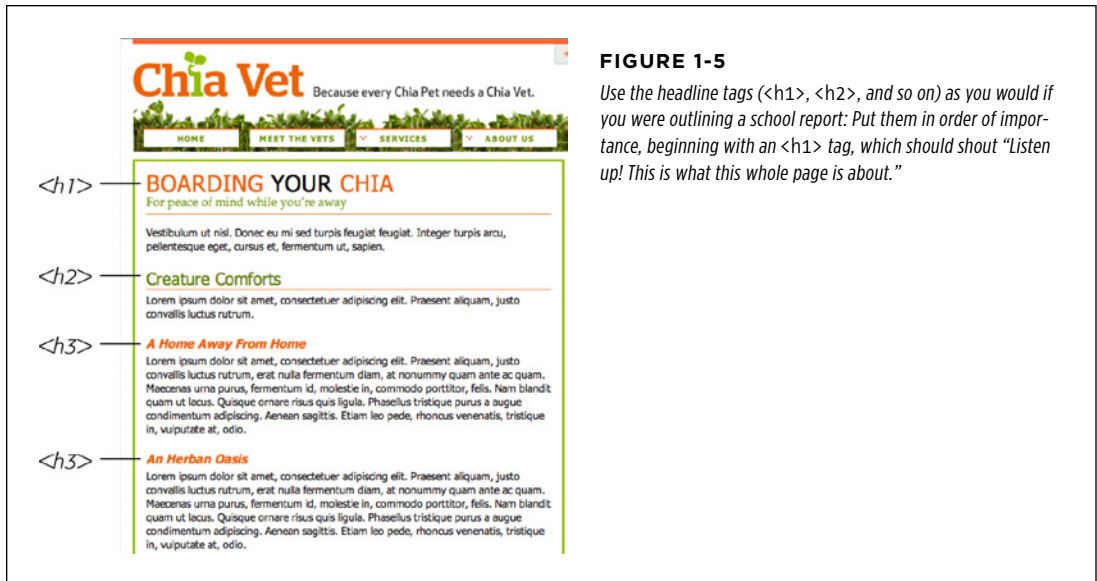 Chia Vet Because every Chia Pet needs a Chia Vet.
HOME MEET THE VETS SERVICES ABOUT US
<h1> BOARDING YOUR CHIA
For peace of mind while you're away
Vestibulum ut nisl. Donec eu mi sed turpis feugiat feugiat. Integer turpis arcu,
pellentesque eget, cursus et, fermentum ut, sapien.
<h2> Creature Comforts
Lorem ipsum dolor sit amet, consectetuer adipiscing elit. Praesent aliquam, justo
convallis luctus rutrum.
<h3> A Home Away From Home
Lorem ipsum dolor sit amet, consectetuer adipiscing elit. Praesent aliquam, justo
convallis luctus rutrum, erat nulla fermentum diam, at nonummy quam ante ac quam.
Maecenas urna purus, fermentum id, molestie in, commodo porttitor, felis. Nam blandit
quam ut lacus. Quisque ornare risus quis ligula. Phasellus tristique purus a augue
condimentum adipiscing. Aenean sagittis. Etiam leo pede, rhoncus venenatis, tristique
in, vulputate at, odio.
<h3> An Herban Oasis
Lorem ipsum dolor sit amet, consectetuer adipiscing elit. Praesent aliquam, justo
convallis luctus rutrum, erat nulla fermentum diam, at nonummy quam ante ac quam.
Maecenas urna purus, fermentum id, molestie in, commodo porttitor, felis. Nam blandit
quam ut lacus. Quisque ornare risus quis ligula. Phasellus tristique purus a augue
condimentum adipiscing. Aenean sagittis. Etiam leo pede, rhoncus venenatis, tristique
in, vulputate at, odio.
FIGURE 1-5
Use the headline tags (<h1>, <h2>, and so on) as you would if
you were outlining a school report: Put them in order of impor-
tance, beginning with an <h1> tag, which should shout “Listen
up! This is what this whole page is about.”